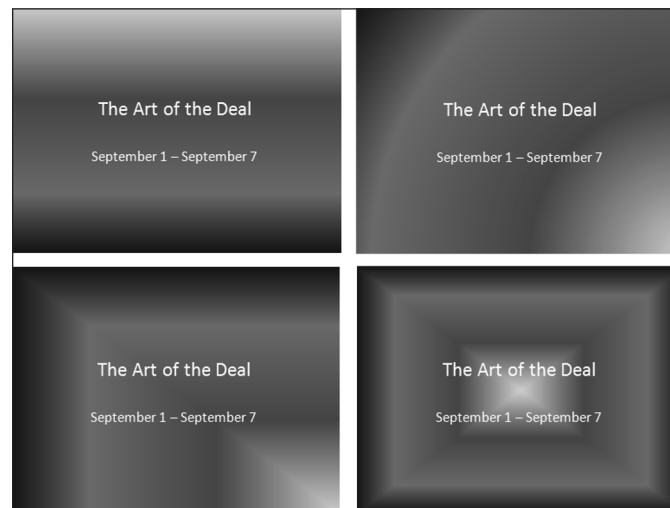 The Art of the Deal
September 1 – September 7
The Art of the Deal
September 1 – September 7
The Art of the Deal
September 1 – September 7
The Art of the Deal
September 1 – September 7